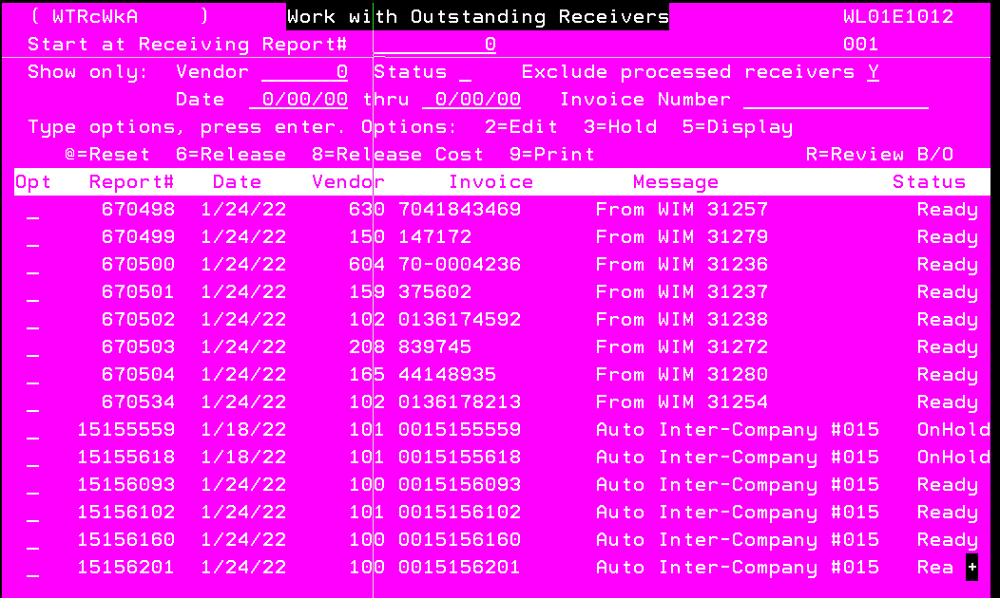 ( WTRcWkA     )      Work with Outstanding Receivers      WL01E1012
Start at Receiving Report#  0      001
Show only:  Vendor  0  Status _  Exclude processed receivers Y
Date  0/00/00 thru  0/00/00  Invoice Number
Type options, press enter. Options:  2=Edit  3=Hold  5=Display
@=Reset  6=Release  8=Release Cost  9=Print      R=Review B/O
Opt  Report#  Date  Vendor  Invoice  Message  Status
_  670498  1/24/22  630 7041843469  From WIM 31257  Ready
_  670499  1/24/22  150 147172  From WIM 31279  Ready
_  670500  1/24/22  604 70-0004236  From WIM 31236  Ready
_  670501  1/24/22  159 375602  From WIM 31237  Ready
_  670502  1/24/22  102 0136174592  From WIM 31238  Ready
_  670503  1/24/22  208 839745  From WIM 31272  Ready
_  670504  1/24/22  165 44148935  From WIM 31280  Ready
_  670534  1/24/22  102 0136178213  From WIM 31254  Ready
_  15155559  1/18/22  101 0015155559  Auto Inter-Company #015  OnHold
_  15155618  1/18/22  101 0015155618  Auto Inter-Company #015  OnHold
_  15156093  1/24/22  100 0015156093  Auto Inter-Company #015  Ready
_  15156102  1/24/22  101 0015156102  Auto Inter-Company #015  Ready
_  15156160  1/24/22  100 0015156160  Auto Inter-Company #015  Ready
_  15156201  1/24/22  100 0015156201  Auto Inter-Company #015  Rea +